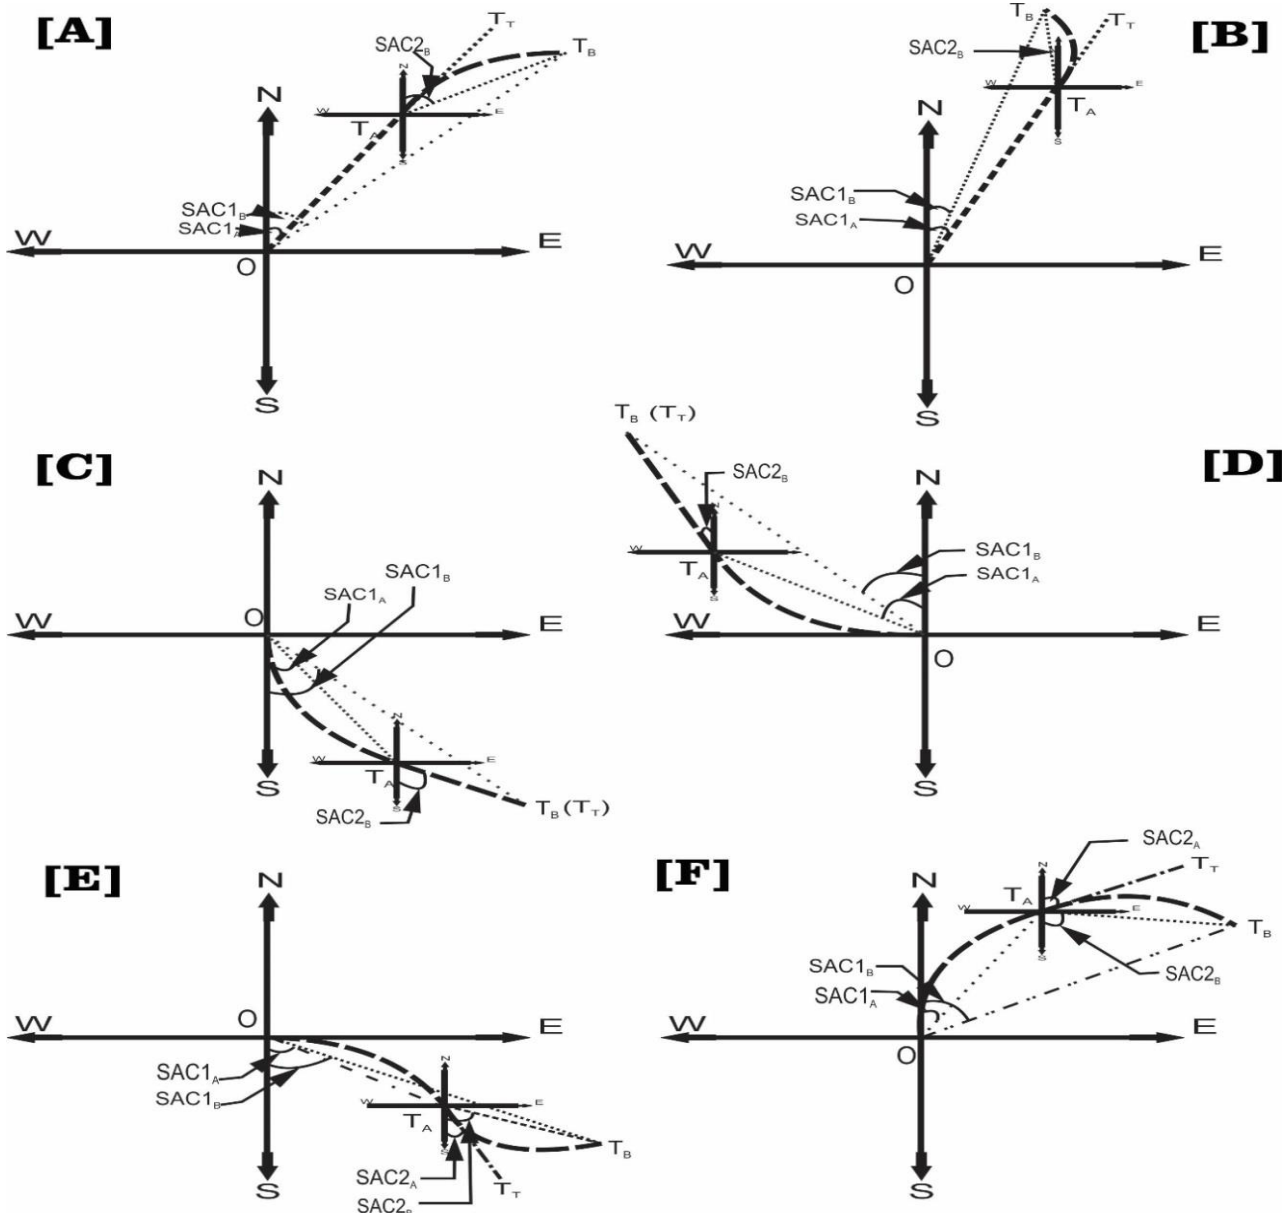 [A]
T_T
SAC2_B
T_B
N
E
W
T_A
S
N
SAC1_B
SAC1_A
W
E
O
S
[B]
T_B
T_T
SAC2_B
N
W
E
T_A
S
N
SAC1_B
SAC1_A
W
E
O
S
[C]
N
O
SAC1_B
SAC1_A
W
E
N
W
E
T_A
S
S
SAC2_B
T_B (T_T)
[D]
T_B (T_T)
SAC2_B
N
N
W
T_A
S
SAC1_B
SAC1_A
W
E
O
S
[E]
N
O
W
E
SAC1_A
SAC1_B
N
W
E
T_A
S
T_B
SAC2_A
SAC2_B
T_T
S
[F]
SAC2_A
T_T
N
N
T_A
W
E
T_B
S
SAC1_B
SAC2_B
SAC1_A
W
E
O
S